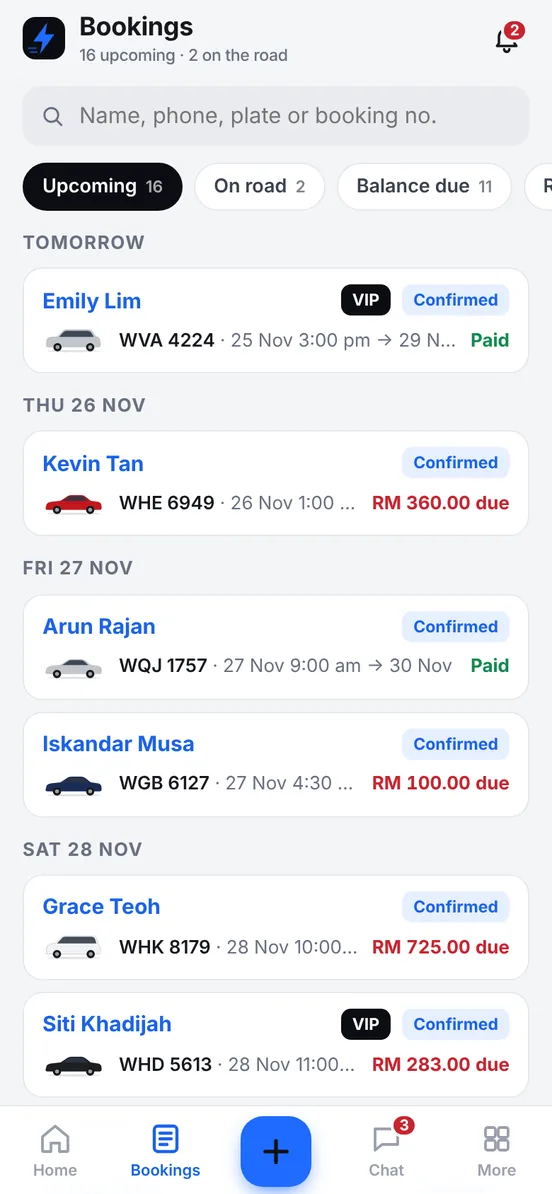 Bookings
16 upcoming · 2 on the road
2
Name, phone, plate or booking no.
Upcoming 16 On road 2 Balance due 11 R
TOMORROW
Emily Lim VIP Confirmed
WVA 4224 · 25 Nov 3:00 pm → 29 N... Paid
THU 26 NOV
Kevin Tan Confirmed
WHE 6949 · 26 Nov 1:00 ... RM 360.00 due
FRI 27 NOV
Arun Rajan Confirmed
WQJ 1757 · 27 Nov 9:00 am → 30 Nov Paid
Iskandar Musa Confirmed
WGB 6127 · 27 Nov 4:30 ... RM 100.00 due
SAT 28 NOV
Grace Teoh Confirmed
WHK 8179 · 28 Nov 10:00... RM 725.00 due
Siti Khadijah VIP Confirmed
WHD 5613 · 28 Nov 11:00... RM 283.00 due
3
Home Bookings + Chat More